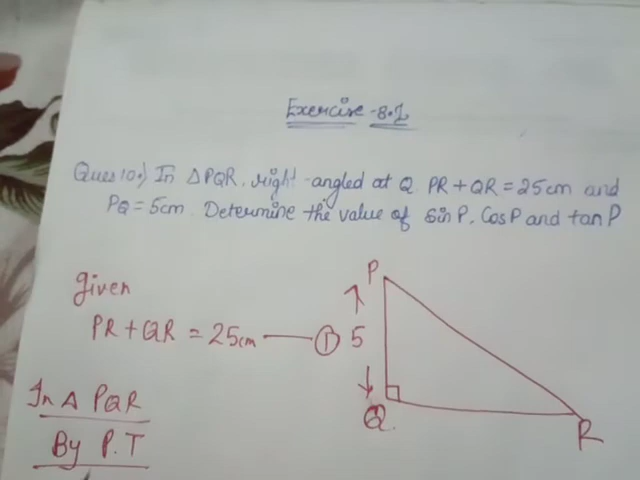 Exercise - 8.1
Ques 10.) In △PQR, right-angled at Q. PR + QR = 25cm and
PQ = 5cm. Determine the value of sin P, Cos P and tan P
given
PR + QR = 25cm — ①
In △ PQR
By P.T
P
5
Q
R